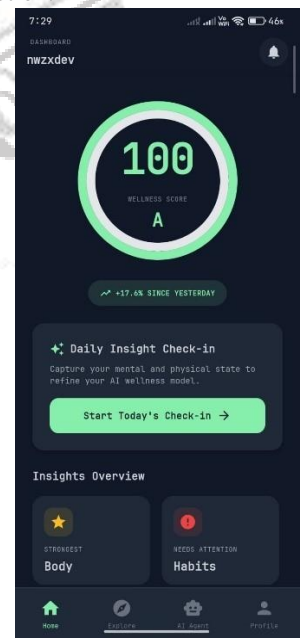 7:29
46%
DASHBOARD
nwzxdev
100
WELLNESS SCORE
A
+17.6% SINCE YESTERDAY
Daily Insight Check-in
Capture your mental and physical state to
refine your AI wellness model.
Start Today's Check-in →
Insights Overview
STRONGEST
Body
NEEDS ATTENTION
Habits
Home
Explore
AI Agent
Profile